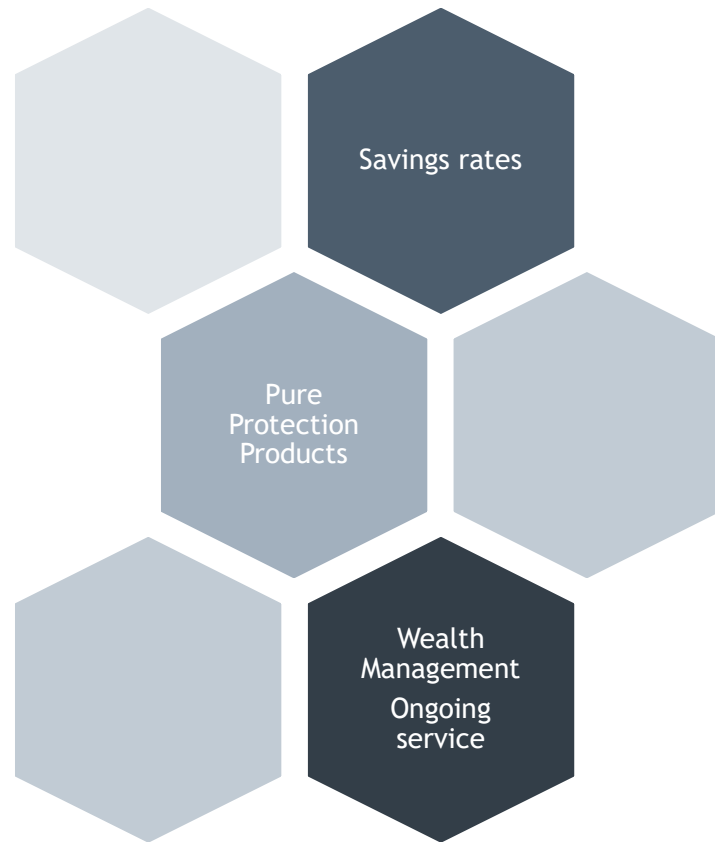 Savings rates
Pure
Protection
Products
Wealth
Management
Ongoing
service